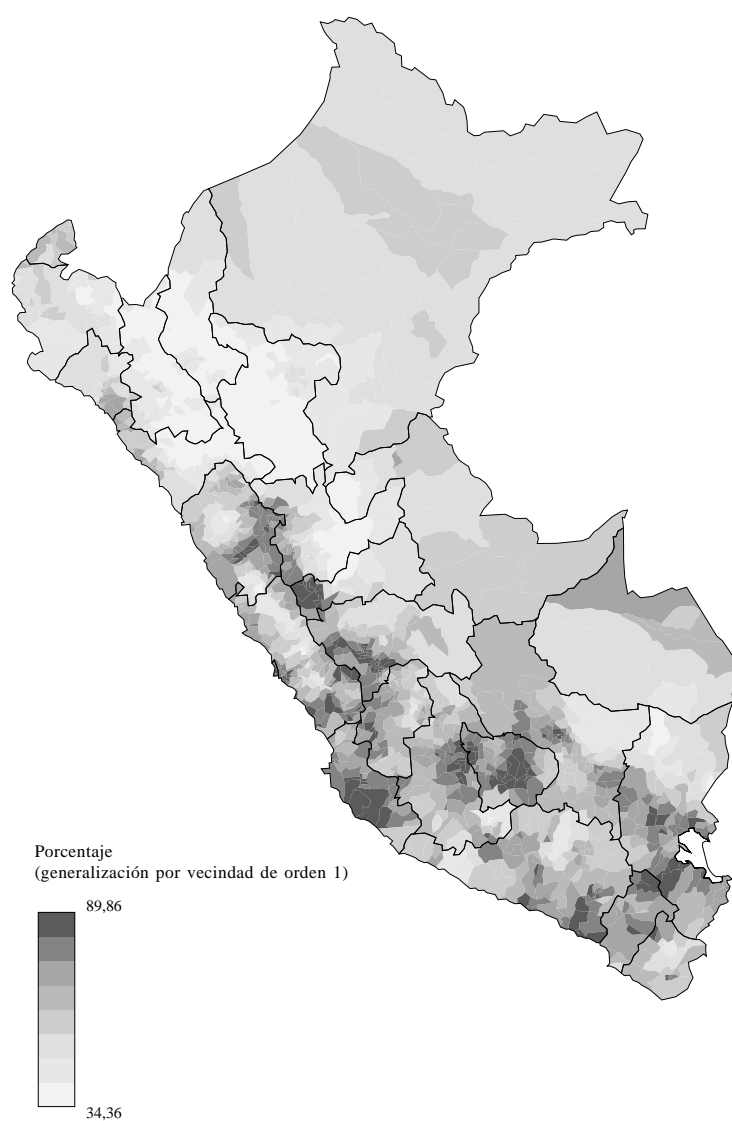 Porcentaje
(generalización por vecindad de orden 1)
89,86
34,36